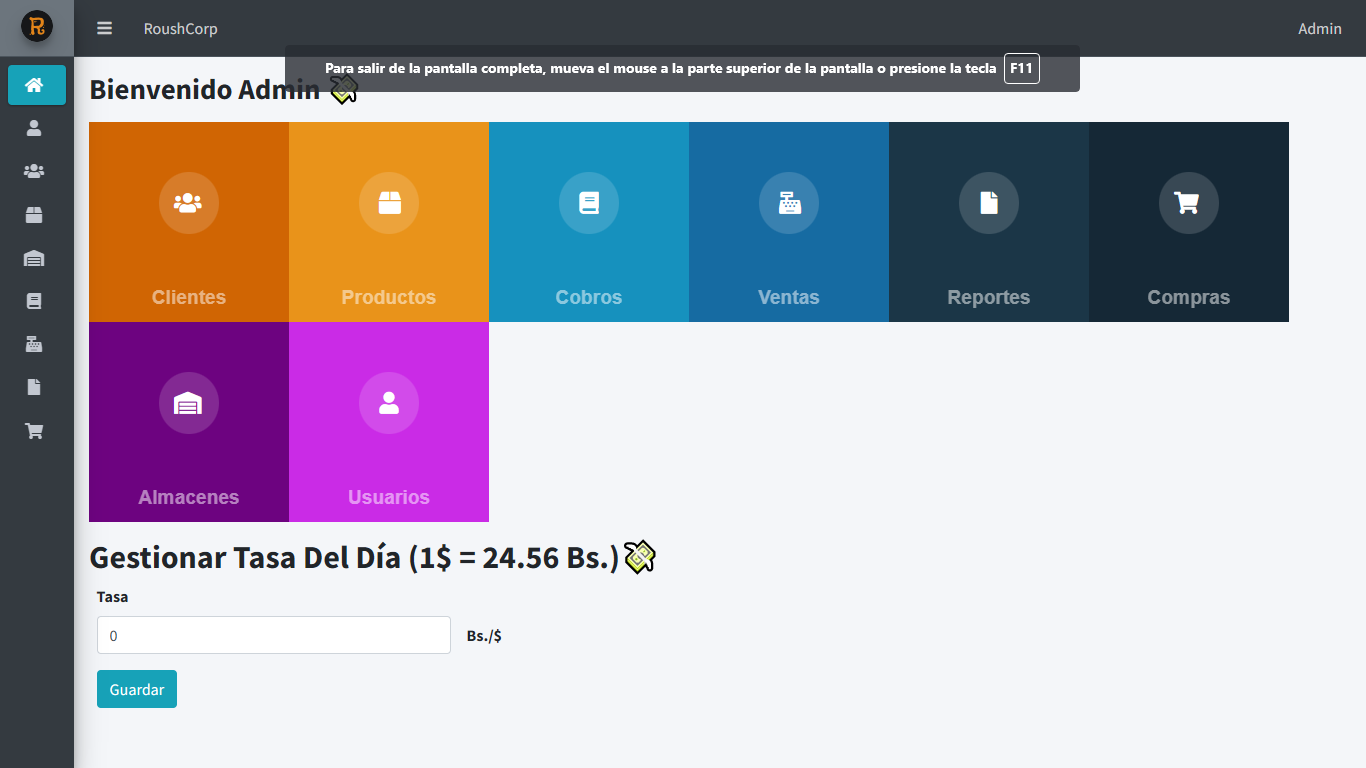 R
RoushCorp
Admin
Para salir de la pantalla completa, mueva el mouse a la parte superior de la pantalla o presione la tecla F11
Bienvenido Admin
Clientes
Productos
Cobros
Ventas
Reportes
Compras
Almacenes
Usuarios
Gestionar Tasa Del Día (1$ = 24.56 Bs.)
Tasa
0
Bs./$
Guardar